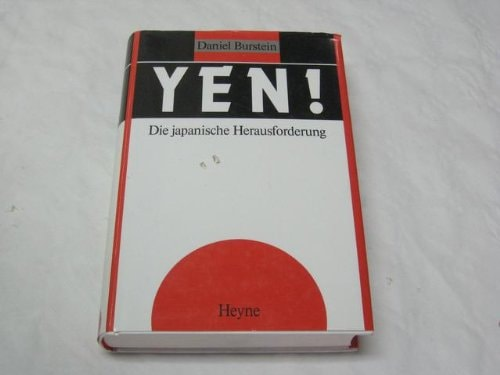 Daniel Burstein
YEN!
Die japanische Herausforderung
Heyne